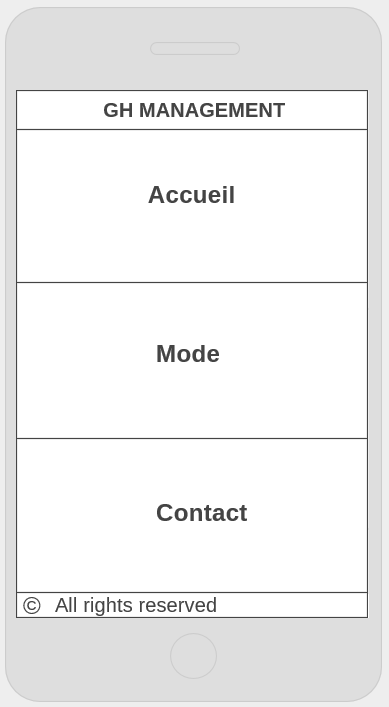 GH MANAGEMENT
Accueil
Mode
Contact
© All rights reserved